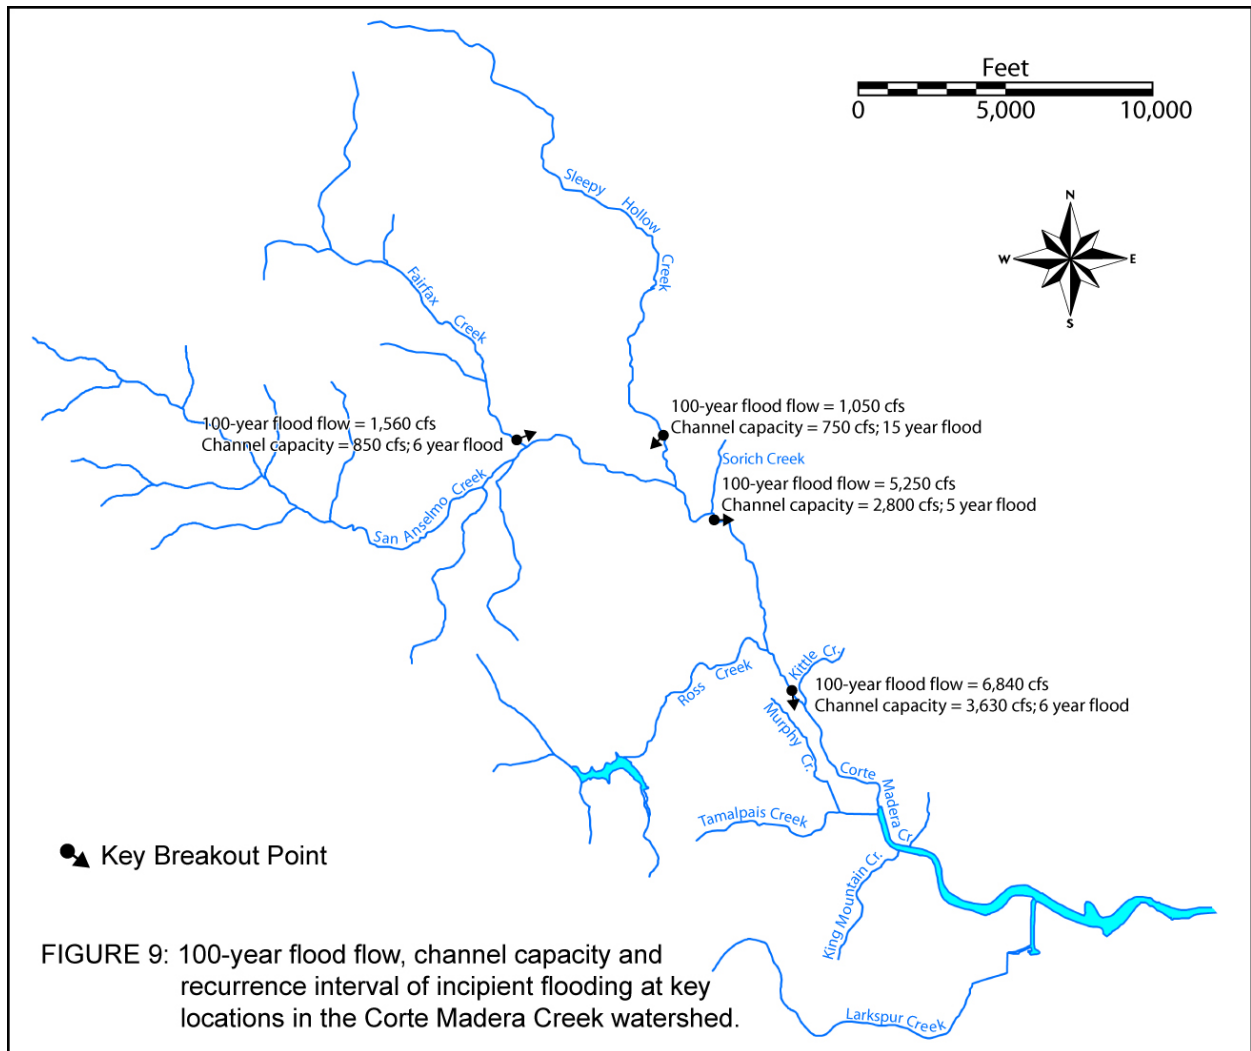 Feet
0 5,000 10,000
N
W E
S
Sleepy Hollow Creek
Fairfax Creek
100-year flood flow = 1,050 cfs
Channel capacity = 750 cfs; 15 year flood
100-year flood flow = 1,560 cfs
Channel capacity = 850 cfs; 6 year flood
Sorich Creek
100-year flood flow = 5,250 cfs
Channel capacity = 2,800 cfs; 5 year flood
San Anselmo Creek
Kittle Cr.
Ross Creek
100-year flood flow = 6,840 cfs
Channel capacity = 3,630 cfs; 6 year flood
Murphy Cr.
Corte Madera Cr.
Tamalpais Creek
Key Breakout Point
King Mountain Cr.
Larkspur Creek
FIGURE 9: 100-year flood flow, channel capacity and
recurrence interval of incipient flooding at key
locations in the Corte Madera Creek watershed.